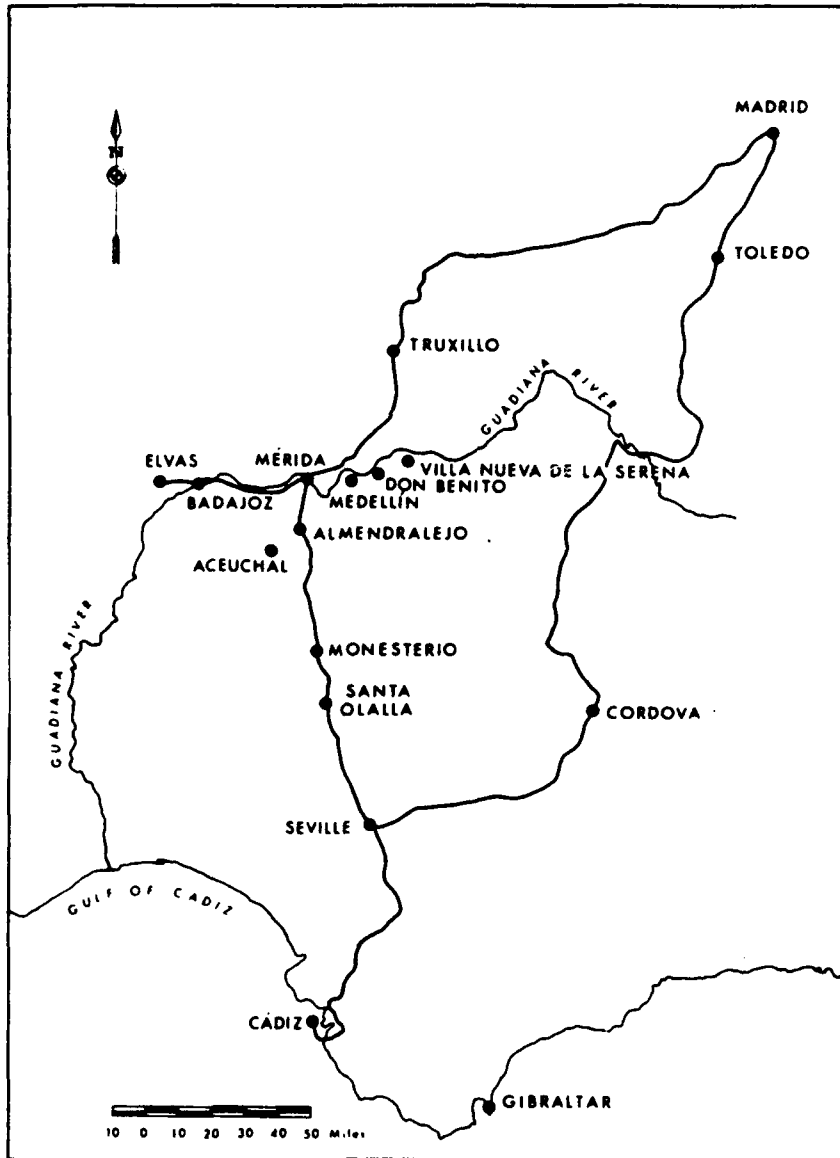 MADRID
N
TOLEDO
TRUXILLO
GUADIANA RIVER
ELVAS
MÉRIDA
VILLA NUEVA DE LA SERENA
DON BENITO
BADAJOZ
MEDELLÍN
ALMENDRALEJO
ACEUCHAL
MONESTERIO
GUADIANA RIVER
SANTA
OLALLA
CORDOVA
SEVILLE
GULF OF CADIZ
CÁDIZ
GIBRALTAR
10 0 10 20 30 40 50 Miles